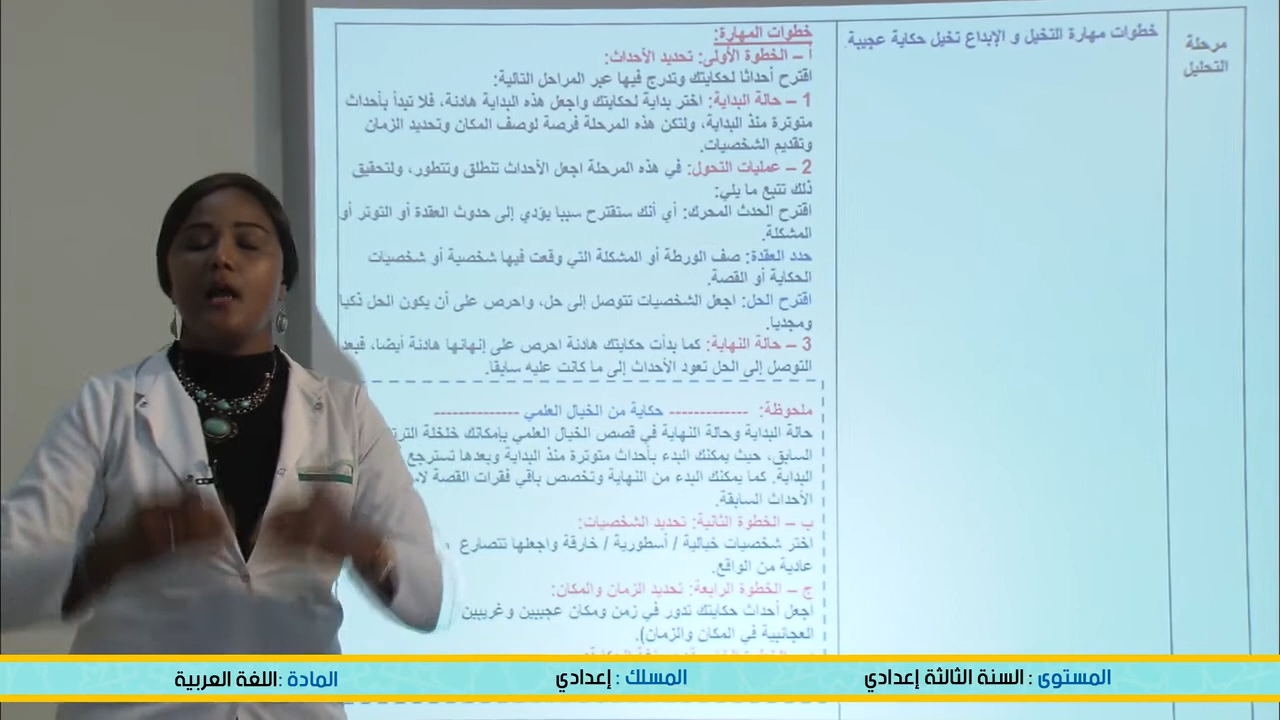 مرحلة
التحليل
خطوات مهارة التخيل و الإبداع تخيل حكاية عجيبة.
خطوات المهارة:
أ – الخطوة الأولى: تحديد الأحداث:
اقترح أحداثا لحكايتك وتدرج فيها عبر المراحل التالية:
1 – حالة البداية: اختر بداية لحكايتك واجعل هذه البداية هادئة، فلا تبدأ بأحداث
متوترة منذ البداية، ولتكن هذه المرحلة فرصة لوصف المكان وتحديد الزمان
وتقديم الشخصيات.
2 – عمليات التحول: في هذه المرحلة اجعل الأحداث تنطلق وتتطور، ولتحقيق
ذلك تتبع ما يلي:
اقترح الحدث المحرك: أي أنك ستقترح سببا يؤدي إلى حدوث العقدة أو التوتر أو
المشكلة.
حدد العقدة: صف الورطة أو المشكلة التي وقعت فيها شخصية أو شخصيات
الحكاية أو القصة.
اقترح الحل: اجعل الشخصيات تتوصل إلى حل، واحرص على أن يكون الحل ذكيا
ومجديا.
3 – حالة النهاية: كما بدأت حكايتك هادئة احرص على إنهائها هادئة أيضا، فبعد
التوصل إلى الحل تعود الأحداث إلى ما كانت عليه سابقا.
ملحوظة: ------------- حكاية من الخيال العلمي --------------
حالة البداية وحالة النهاية في قصص الخيال العلمي بإمكانك خلخلة
السابق، حيث يمكنك البدء بأحداث متوترة منذ البداية وبعدها تسترجع
البداية. كما يمكنك البدء من النهاية وتخصص باقي فقرات القصة
الأحداث السابقة.
ب – الخطوة الثانية: تحديد الشخصيات:
اختر شخصيات خيالية / أسطورية / خارقة واجعلها تتصارع
عادية من الواقع.
ج – الخطوة الرابعة: تحديد الزمان والمكان:
اجعل أحداث حكايتك تدور في زمن ومكان عجيبين وغريبين
العجائبية في المكان والزمان).
المستوى : السنة الثالثة إعدادي
المسلك : إعدادي
المادة :اللغة العربية